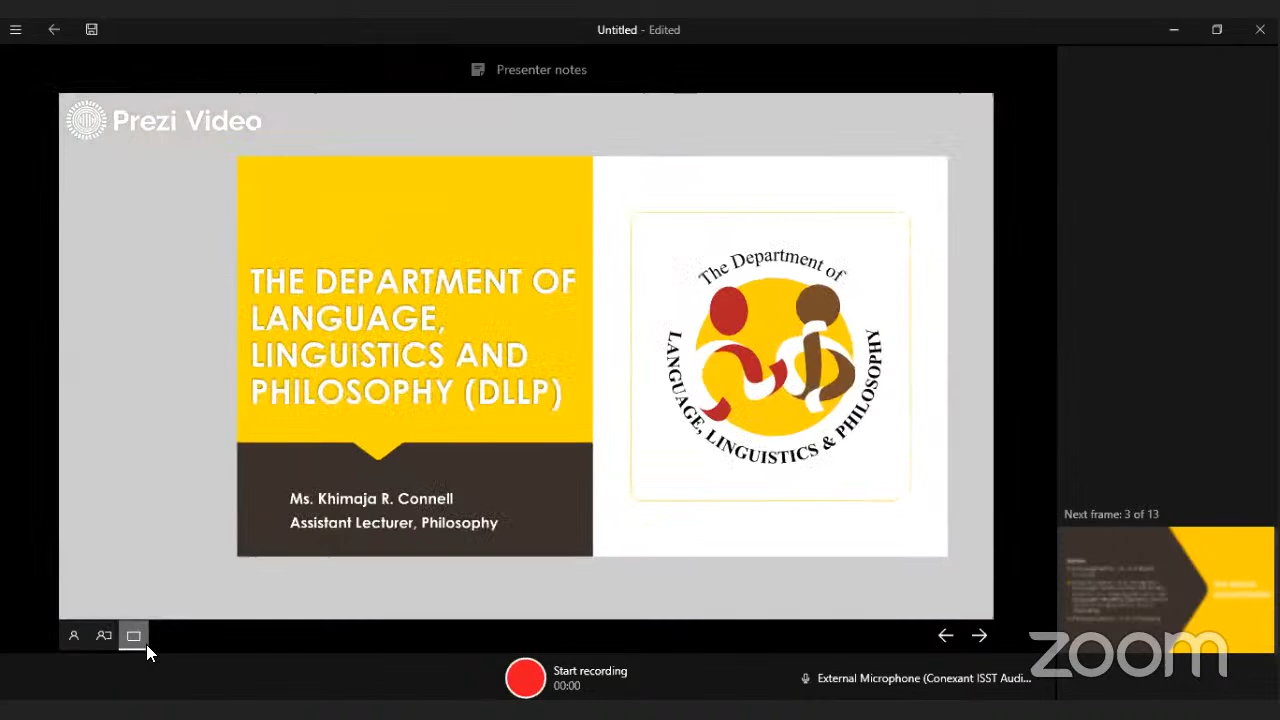 Untitled - Edited
Presenter notes
Prezi Video
THE DEPARTMENT OF
LANGUAGE,
LINGUISTICS AND
PHILOSOPHY (DLLP)
Ms. Khimaja R. Connell
Assistant Lecturer, Philosophy
The Department of
LANGUAGE, LINGUISTICS & PHILOSOPHY
Next frame: 3 of 13
Start recording
00:00
External Microphone (Conexant ISST Audi...
zoom